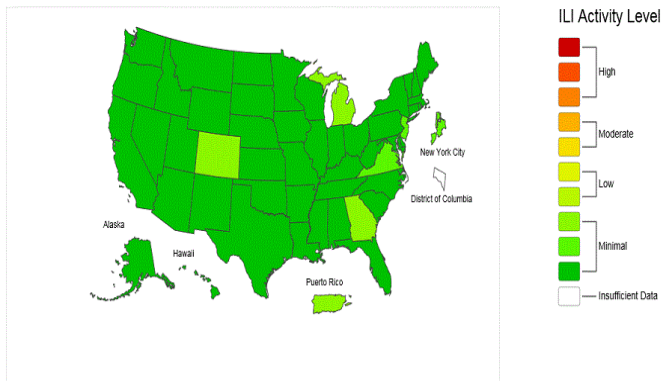 ILI Activity Level
High
Moderate
New York City
Low
District of Columbia
Alaska
Hawaii
Minimal
Puerto Rico
Insufficient Data